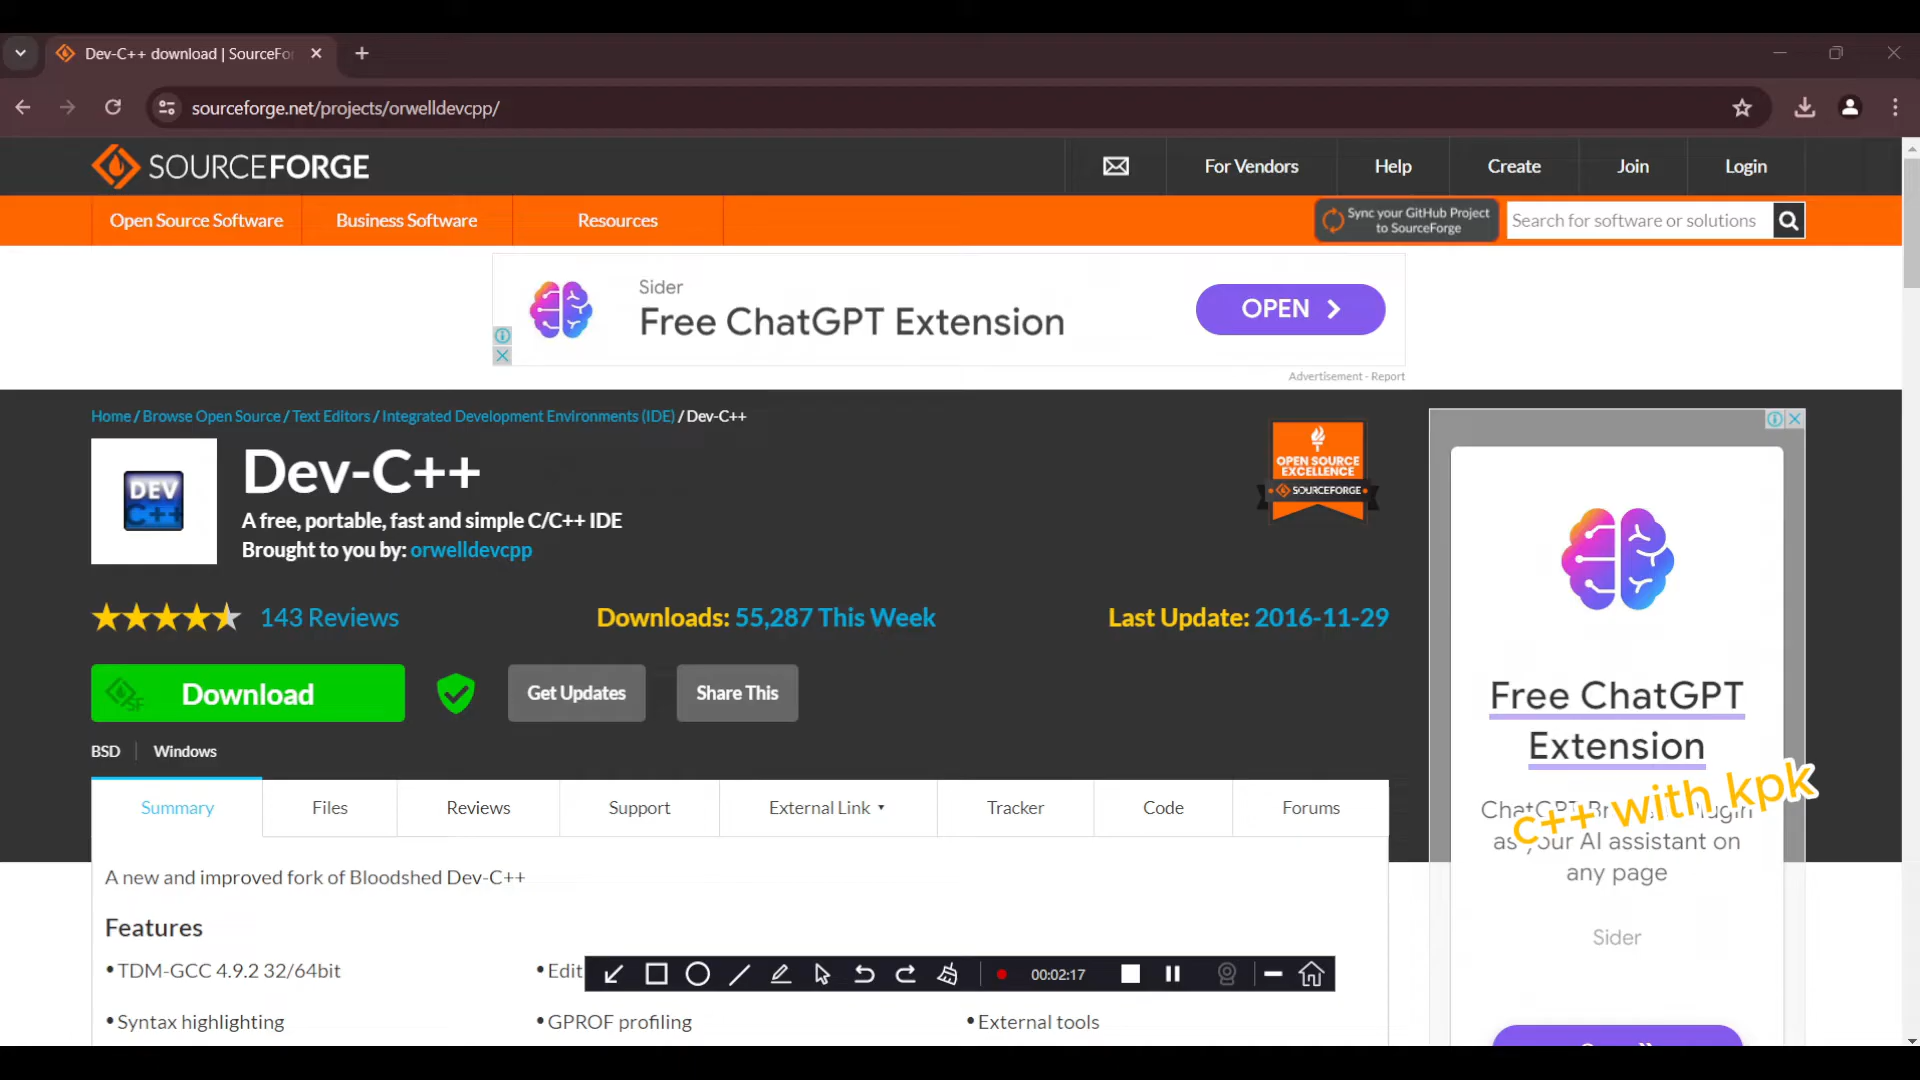 Dev-C++ download | SourceFo
sourceforge.net/projects/orwelldevcpp/
SOURCEFORGE
For Vendors
Help
Create
Join
Login
Open Source Software
Business Software
Resources
Sync your GitHub Project
to SourceForge
Search for software or solutions
Sider
Free ChatGPT Extension
OPEN
Advertisement - Report
Home / Browse Open Source / Text Editors / Integrated Development Environments (IDE) / Dev-C++
DEV
C++
Dev-C++
A free, portable, fast and simple C/C++ IDE
Brought to you by: orwelldevcpp
OPEN SOURCE
EXCELLENCE
SOURCEFORGE
143 Reviews
Downloads: 55,287 This Week
Last Update: 2016-11-29
SF
Download
Get Updates
Share This
BSD
Windows
Free ChatGPT
Extension
as your AI assistant on
any page
Sider
c++ with kpk
Summary
Files
Reviews
Support
External Link
Tracker
Code
Forums
A new and improved fork of Bloodshed Dev-C++
Features
• TDM-GCC 4.9.2 32/64bit
• Edit
00:02:17
• Syntax highlighting
• GPROF profiling
• External tools